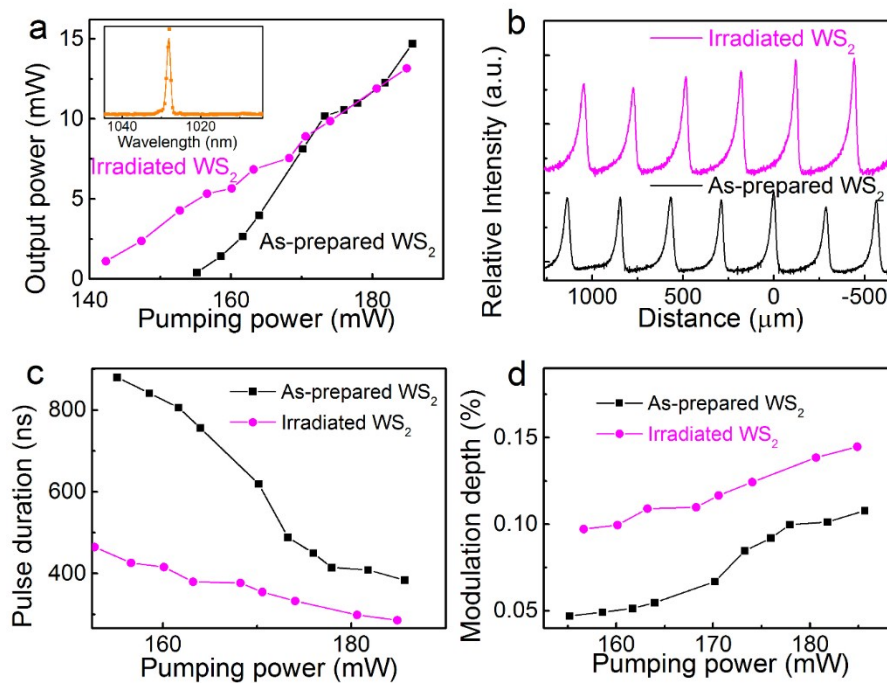 a
15
10
5
0
Output power (mW)
1040
1020
Wavelength (nm)
Irradiated WS₂
As-prepared WS₂
140
160
180
Pumping power (mW)
b
Relative Intensity (a.u.)
Irradiated WS₂
As-prepared WS₂
1000
500
0
-500
Distance (μm)
c
800
600
400
Pulse duration (ns)
As-prepared WS₂
Irradiated WS₂
160
180
Pumping power (mW)
d
0.15
0.10
0.05
Modulation depth (%)
As-prepared WS₂
Irradiated WS₂
160
170
180
Pumping power (mW)